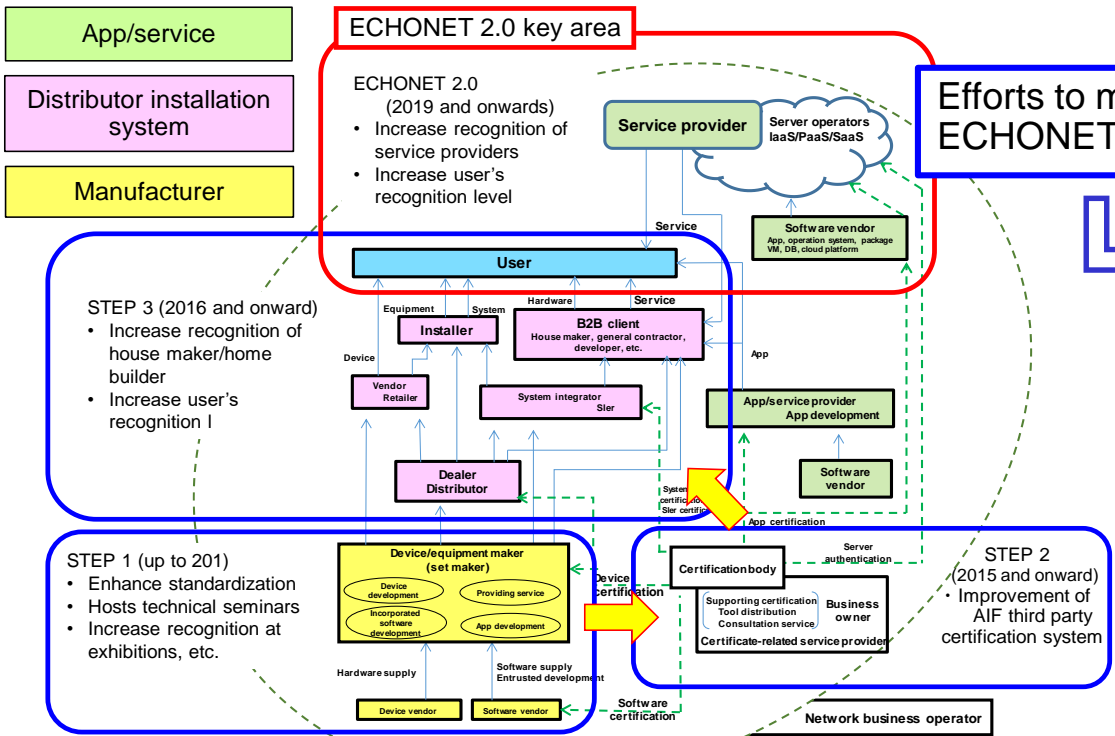 App/service
Distributor installation
system
Manufacturer
ECHONET 2.0 key area
ECHONET 2.0
(2019 and onwards)
• Increase recognition of
service providers
• Increase user's
recognition level
Service provider
Server operators
IaaS/PaaS/SaaS
Efforts to m
ECHONET
Software vendor
App, operation system, package
VM, DB, cloud platform
Service
User
STEP 3 (2016 and onward)
• Increase recognition of
house maker/home
builder
• Increase user's
recognition l
Equipment
System
Hardware
Service
Installer
B2B client
House maker, general contractor,
developer, etc.
Device
App
Vendor
Retailer
System integrator
SIer
App/service provider
App development
Software
vendor
Dealer
Distributor
System
certificatio
SIer certific
App certification
Server
authentication
STEP 1 (up to 201)
• Enhance standardization
• Hosts technical seminars
• Increase recognition at
exhibitions, etc.
Device/equipment maker
(set maker)
Device
development
Providing service
Incorporated
software
development
App development
Device
certification
Certification body
Supporting certification
Tool distribution
Consultation service
Business
owner
Certificate-related service provider
STEP 2
(2015 and onward)
・Improvement of
AIF third party
certification system
Hardware supply
Software supply
Entrusted development
Device vendor
Software vendor
Software
certification
Network business operator